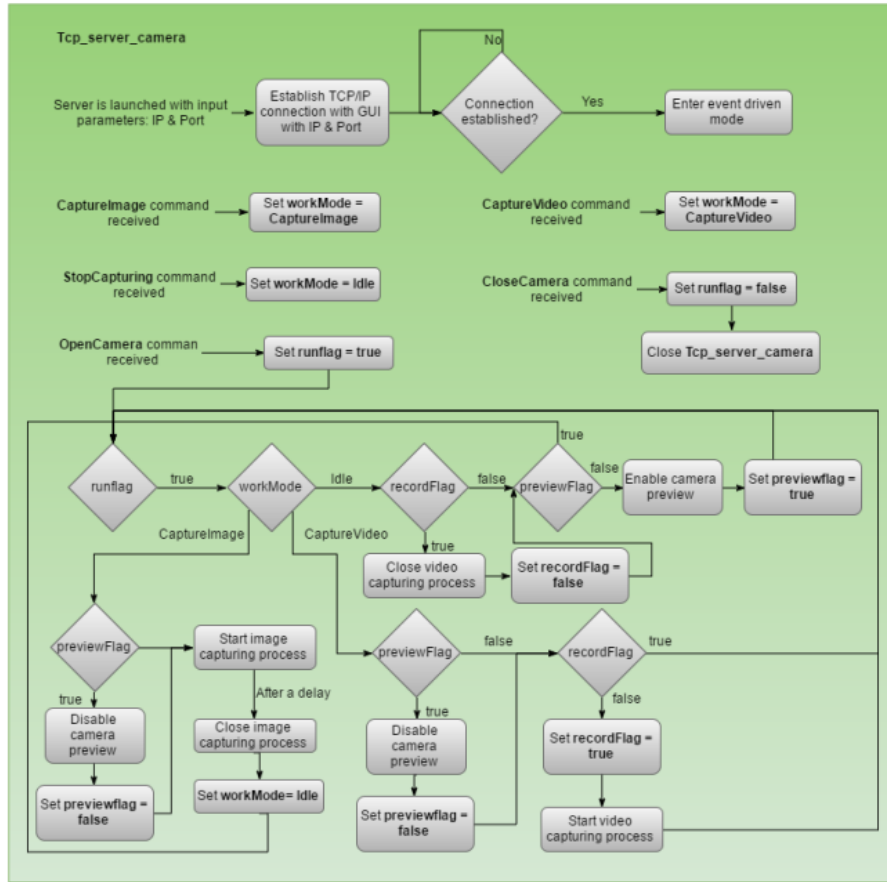 Tcp_server_camera
No
Server is launched with input
parameters: IP & Port
Establish TCP/IP
connection with GUI
with IP & Port
Connection
established?
Yes
Enter event driven
mode
CaptureImage command
received
Set workMode =
CaptureImage
CaptureVideo command
received
Set workMode =
CaptureVideo
StopCapturing command
received
Set workMode = Idle
CloseCamera command
received
Set runflag = false
Close Tcp_server_camera
OpenCamera comman
received
Set runflag = true
runflag
true
workMode
Idle
recordFlag
false
previewFlag
true
false
Enable camera
preview
Set previewflag =
true
CaptureImage
CaptureVideo
true
Close video
capturing process
Set recordFlag =
false
previewFlag
true
Disable
camera
preview
Set previewflag =
false
Start image
capturing process
After a delay
Close image
capturing process
Set workMode= Idle
previewFlag
false
true
Disable
camera
preview
Set previewflag =
false
recordFlag
true
false
Set recordFlag =
true
Start video
capturing process